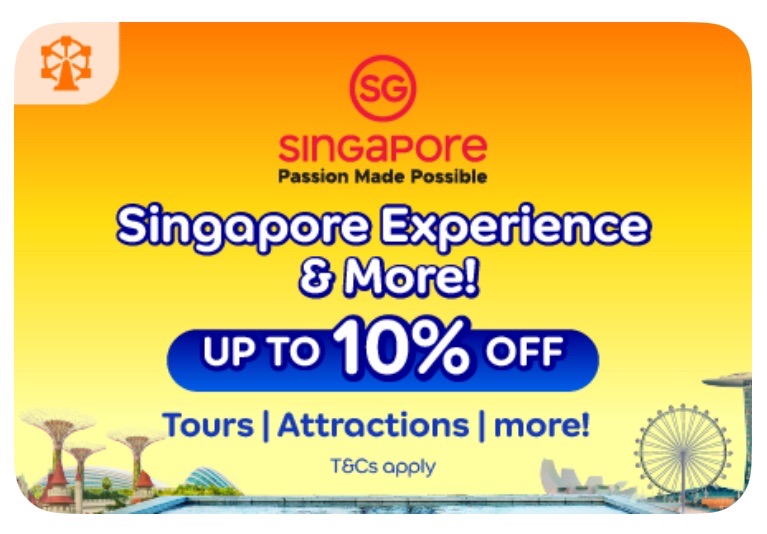 SG
SINGAPORE
Passion Made Possible
Singapore Experience
& More!
UP TO 10% OFF
Tours | Attractions | more!
T&Cs apply